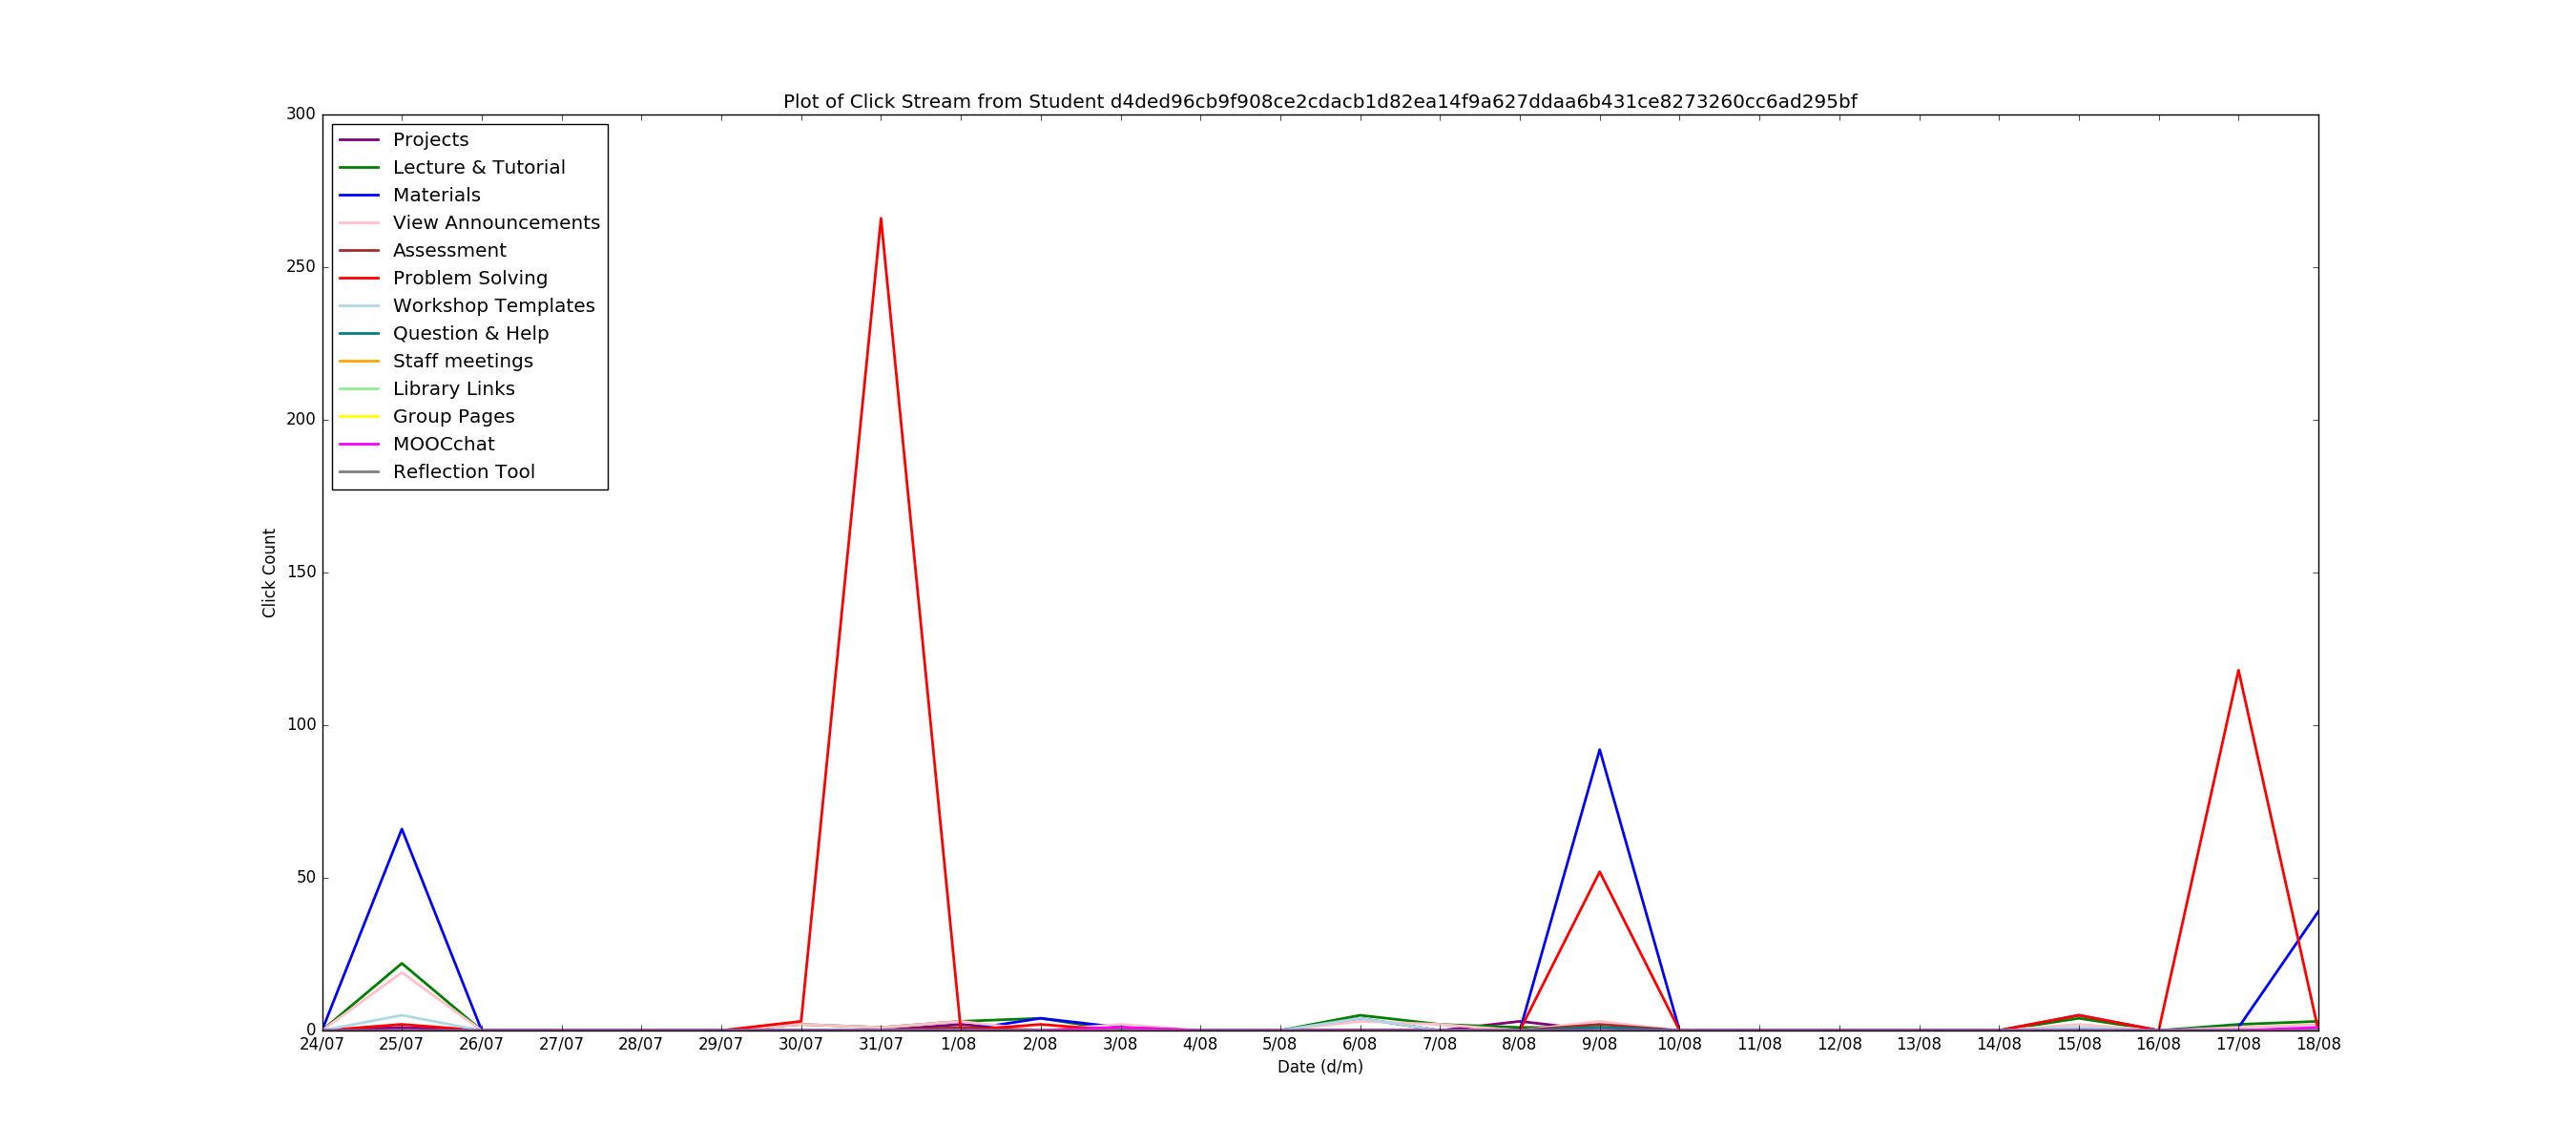 Plot of Click Stream from Student d4ded96cb9f908ce2cdacb1d82ea14f9a627ddaa6b431ce8273260cc6ad295bf
300
250
200
150
100
50
0
Click Count
Projects
Lecture & Tutorial
Materials
View Announcements
Assessment
Problem Solving
Workshop Templates
Question & Help
Staff meetings
Library Links
Group Pages
MOOCchat
Reflection Tool
24/07 25/07 26/07 27/07 28/07 29/07 30/07 31/07 1/08 2/08 3/08 4/08 5/08 6/08 7/08 8/08 9/08 10/08 11/08 12/08 13/08 14/08 15/08 16/08 17/08 18/08
Date (d/m)